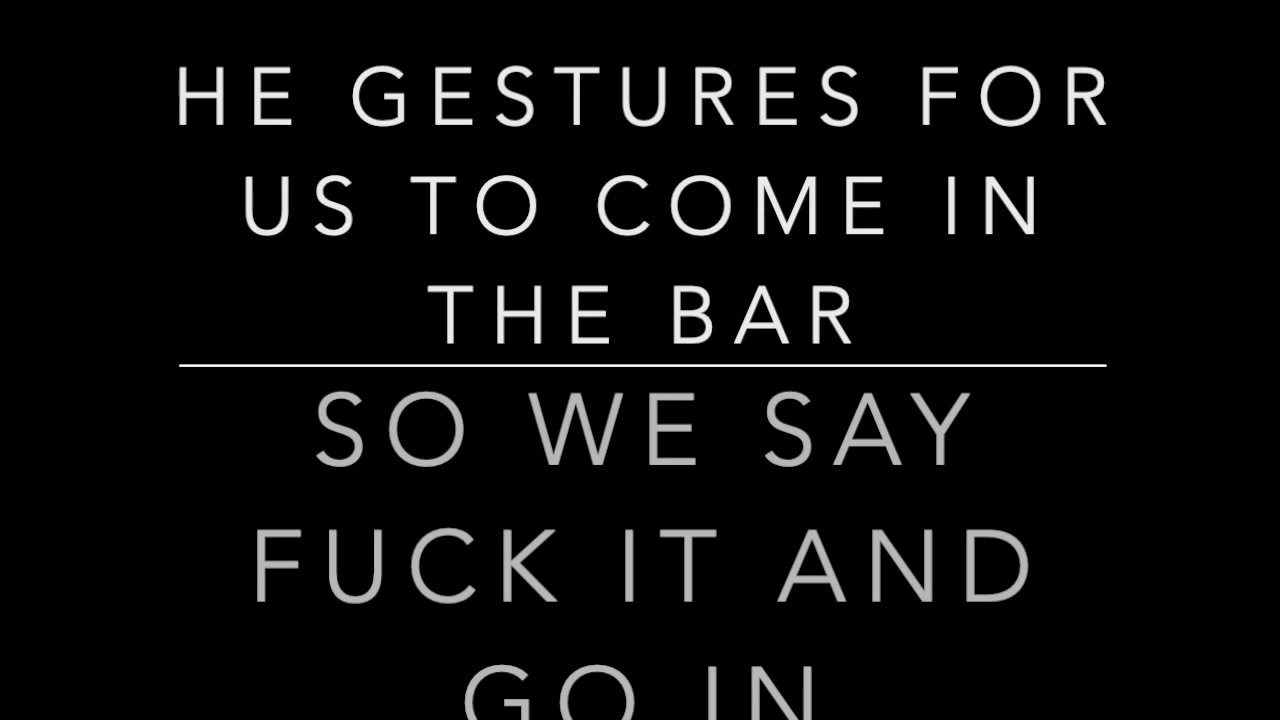 HE GESTURES FOR
US TO COME IN
THE BAR
SO WE SAY
FUCK IT AND
GO IN